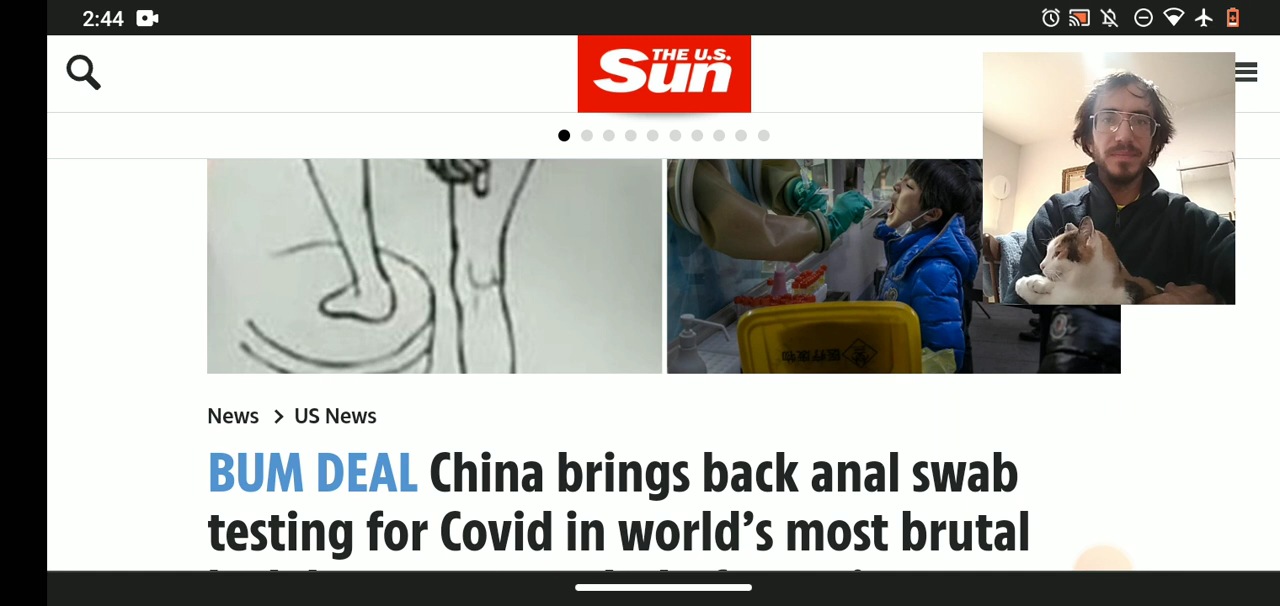 2:44
THE U.S.
Sun
News > US News
BUM DEAL China brings back anal swab
testing for Covid in world's most brutal